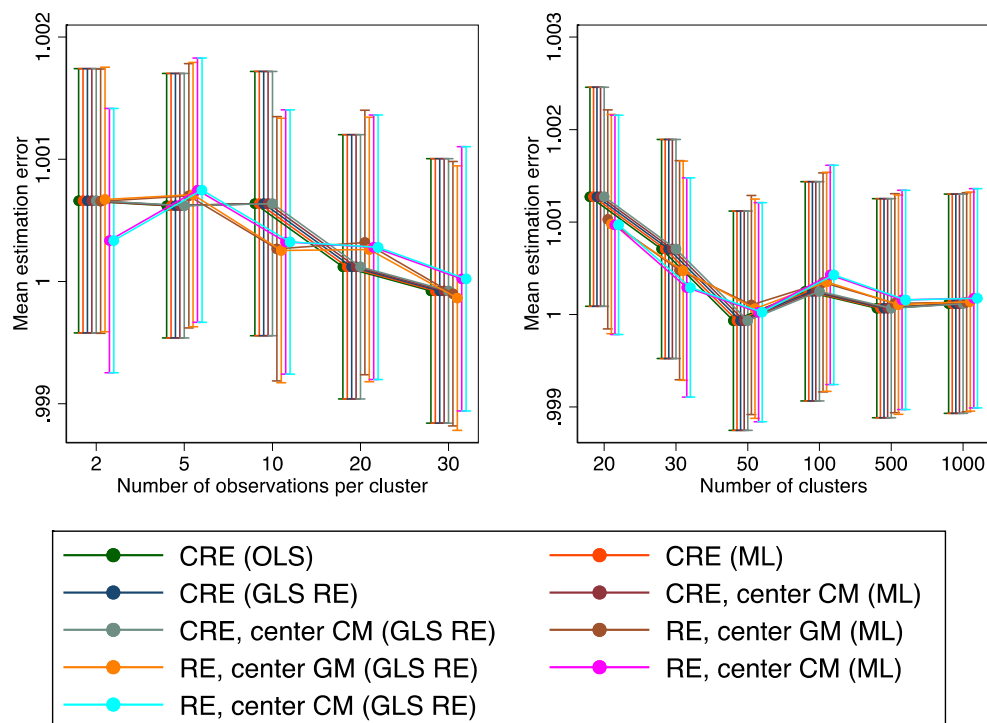 Mean estimation error
1.002
1.001
1
.999
2
5
10
20
30
Number of observations per cluster
Mean estimation error
1.003
1.002
1.001
1
.999
20
30
50
100
500
1000
Number of clusters
CRE (OLS)
CRE (ML)
CRE (GLS RE)
CRE, center CM (ML)
CRE, center CM (GLS RE)
RE, center GM (ML)
RE, center GM (GLS RE)
RE, center CM (ML)
RE, center CM (GLS RE)